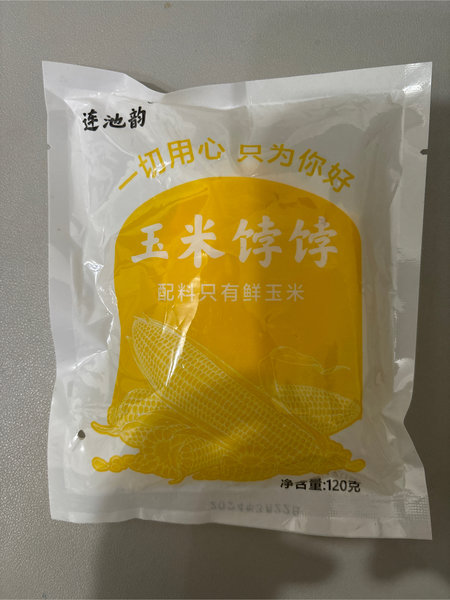 连池韵
一切用心 只为你好
玉米饽饽
配料只有鲜玉米
净含量:120克